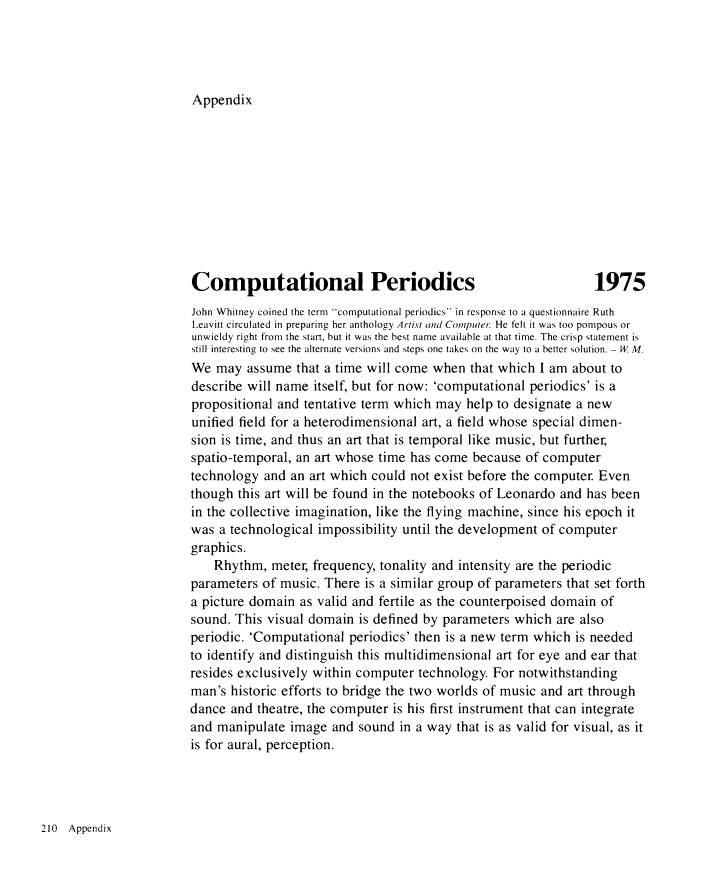 Appendix
Computational Periodics 1975
John Whitney coined the term "computational periodics" in response to a questionnaire Ruth
Leavitt circulated in preparing her anthology Artist and Computer. He felt it was too pompous or
unwieldy right from the start, but it was the best name available at that time. The crisp statement is
still interesting to see the alternate versions and steps one takes on the way to a better solution. – W. M.
We may assume that a time will come when that which I am about to
describe will name itself, but for now: 'computational periodics' is a
propositional and tentative term which may help to designate a new
unified field for a heterodimensional art, a field whose special dimen-
sion is time, and thus an art that is temporal like music, but further,
spatio-temporal, an art whose time has come because of computer
technology and an art which could not exist before the computer. Even
though this art will be found in the notebooks of Leonardo and has been
in the collective imagination, like the flying machine, since his epoch it
was a technological impossibility until the development of computer
graphics.
Rhythm, meter, frequency, tonality and intensity are the periodic
parameters of music. There is a similar group of parameters that set forth
a picture domain as valid and fertile as the counterpoised domain of
sound. This visual domain is defined by parameters which are also
periodic. 'Computational periodics' then is a new term which is needed
to identify and distinguish this multidimensional art for eye and ear that
resides exclusively within computer technology. For notwithstanding
man's historic efforts to bridge the two worlds of music and art through
dance and theatre, the computer is his first instrument that can integrate
and manipulate image and sound in a way that is as valid for visual, as it
is for aural, perception.
210 Appendix